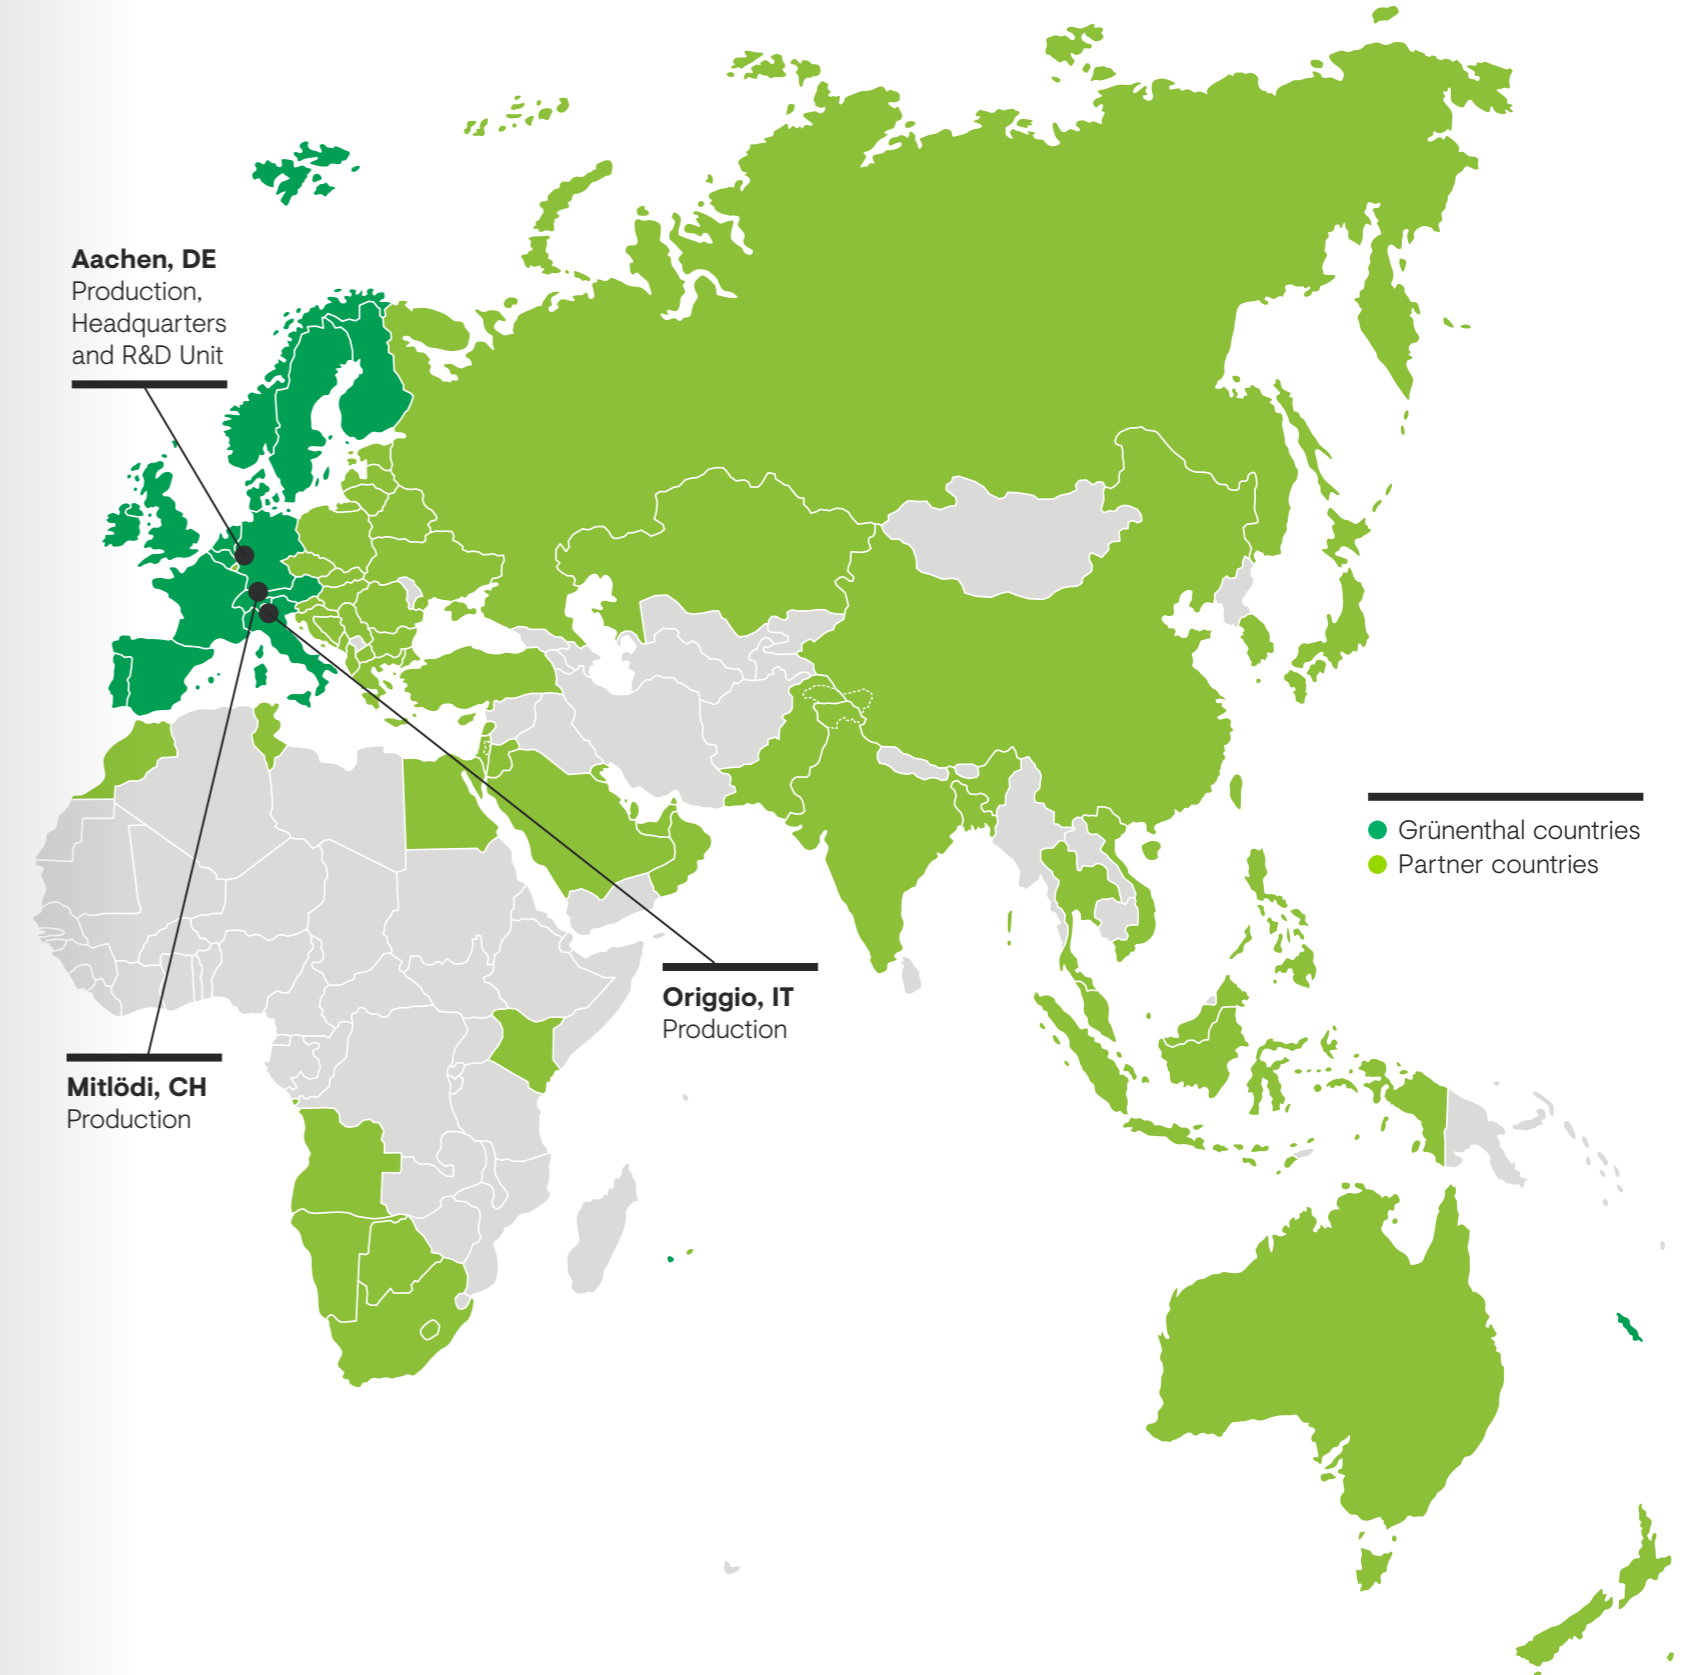 Aachen, DE
Production,
Headquarters
and R&D Unit
Grünenthal countries
Partner countries
Origgio, IT
Production
Mitlödi, CH
Production